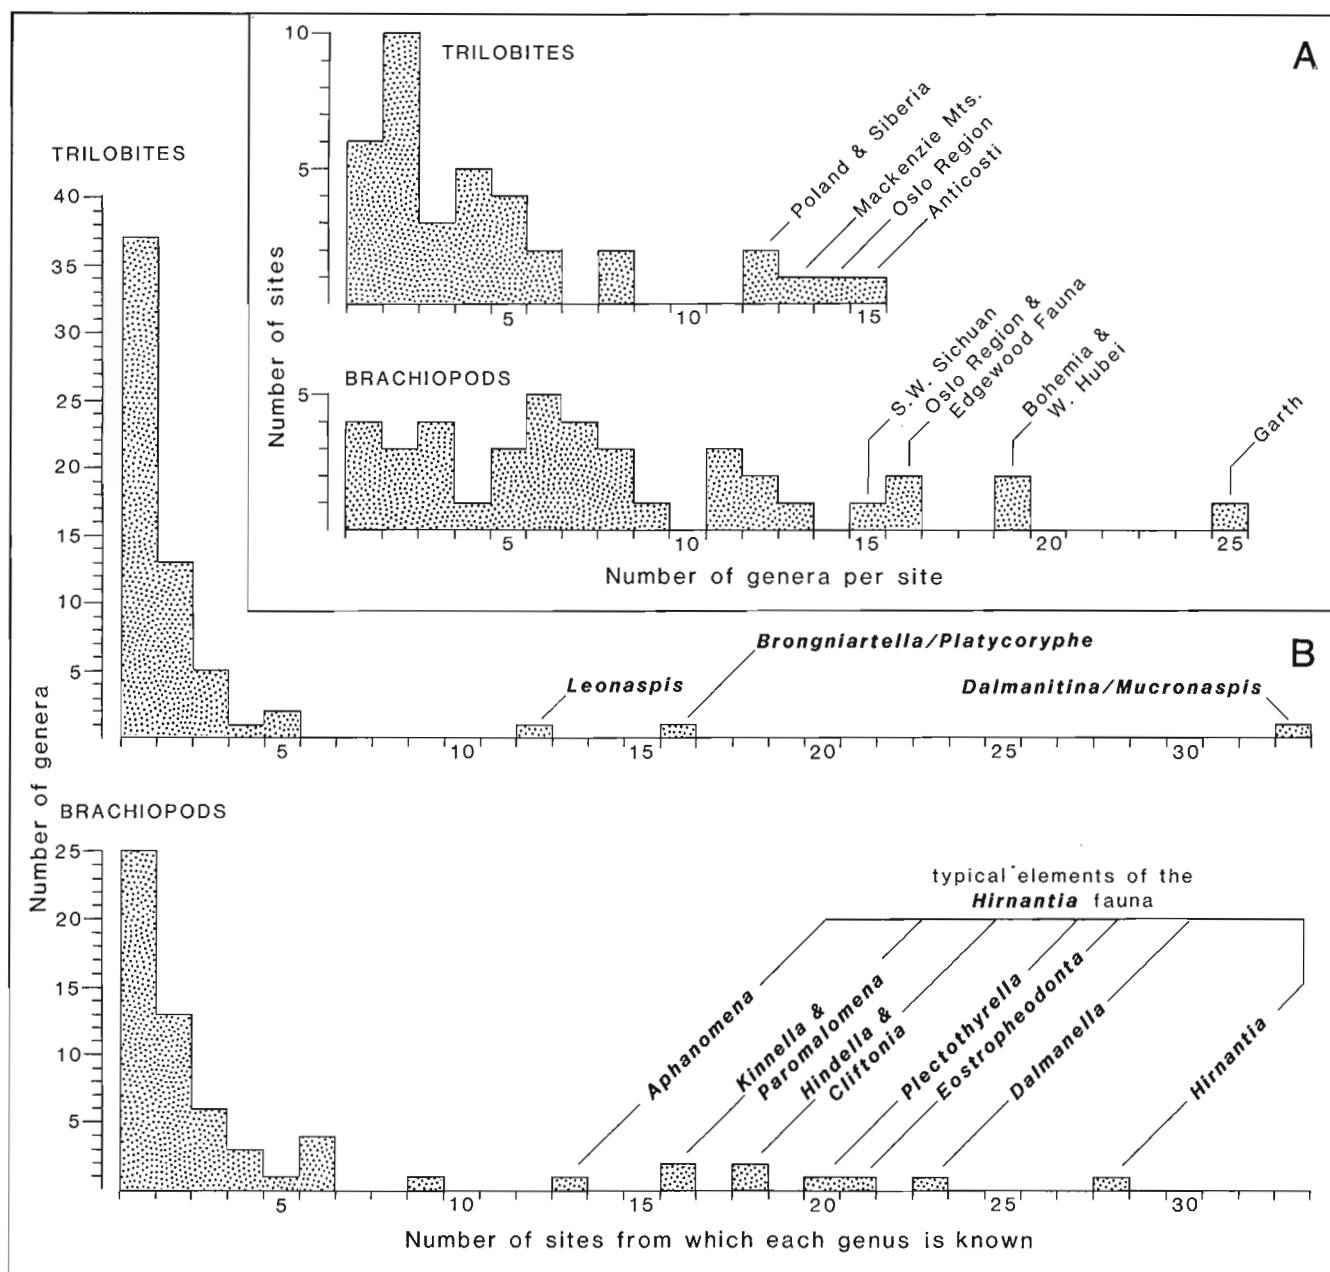 A
TRILOBITES
10
5
Number of sites
Poland & Siberia
Mackenzie Mts.
Oslo Region
Anticosti
5
10
15
BRACHIOPODS
5
S.W. Sichuan
Oslo Region &
Edgewood Fauna
Bohemia &
W. Hubei
Garth
5
10
15
20
25
Number of genera per site
B
TRILOBITES
40
35
30
25
20
15
10
5
Number of genera
Leonaspis
Brongniartella/Platycoryphe
Dalmanitina/Mucronaspis
5
10
15
20
25
30
BRACHIOPODS
25
20
15
10
5
typical elements of the
Hirnantia fauna
Aphanomena
Kinnella &
Paromalomena
Hindella &
Cliftonia
Plectothyrella
Eostropheodonta
Dalmanella
Hirnantia
5
10
15
20
25
30
Number of sites from which each genus is known